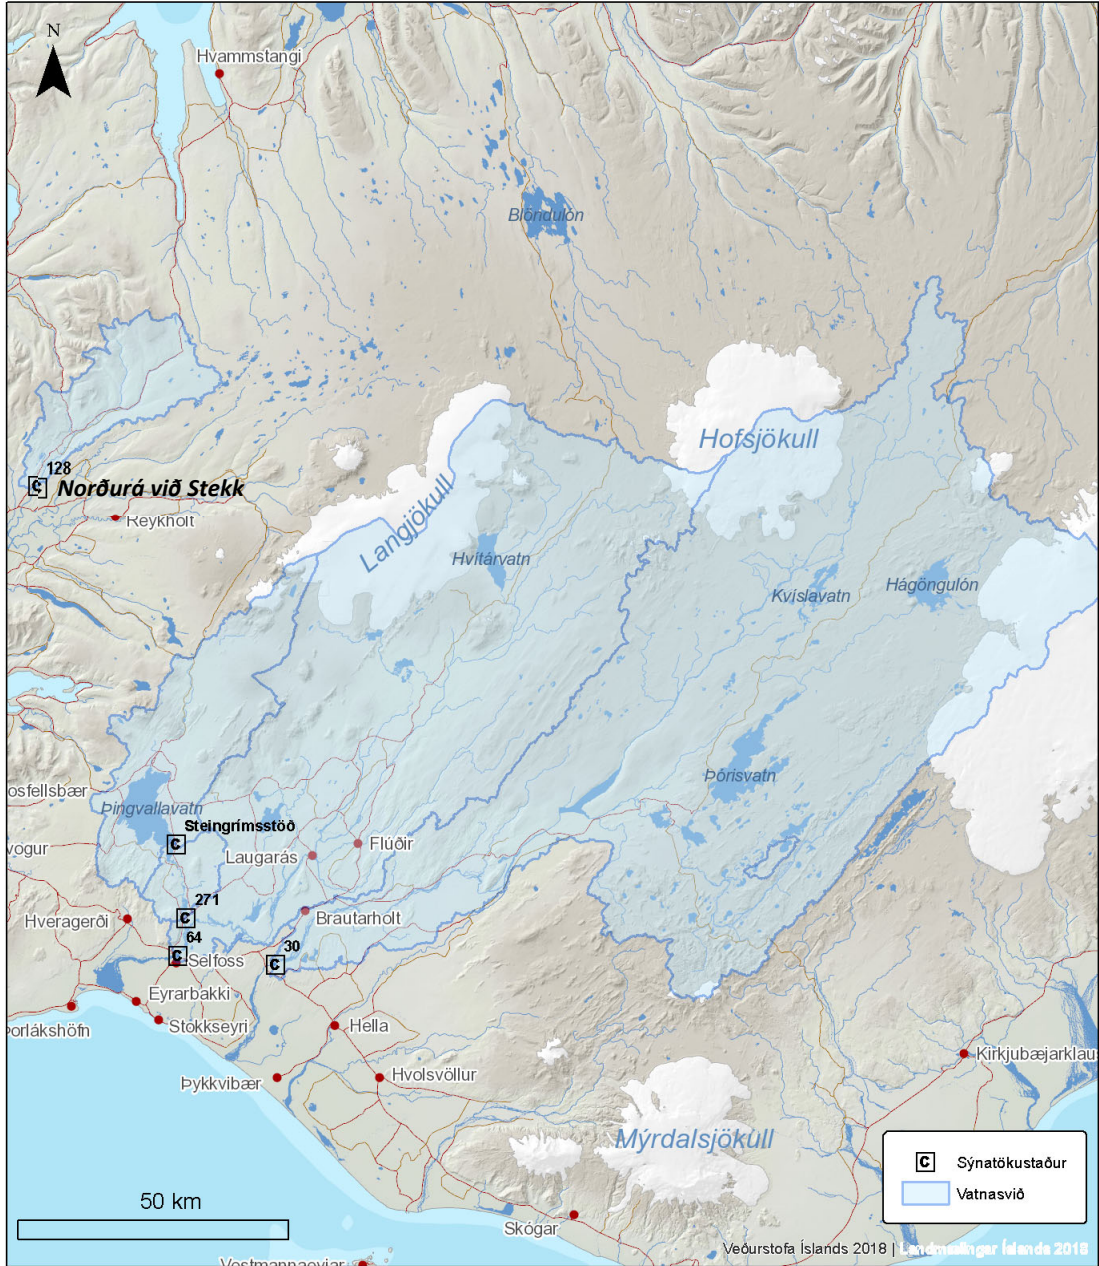 N
Hvammstangi
Blöndulón
Hofsjökull
128
Norðurá við Stekk
Reykholt
Langjökull
Hvítárvatn
Kvíslavatn
Hágöngulón
Þórisvatn
osfellsbær
Þingvallavatn
Steingrímsstöð
C
vogur
Laugarás
Flúðir
271
C
Hveragerði
Brautarholt
64
C
Selfoss
30
C
Eyrarbakki
Þorlákshöfn
Stokkseyri
Hella
Kirkjubæjarklaus
Þykkvibær
Hvolsvöllur
Mýrdalsjökull
C Sýnatökustaður
Vatnasvið
50 km
Skógar
Veðurstofa Íslands 2018 | Landmælingar Íslands 2018
Vestmannaeyjar